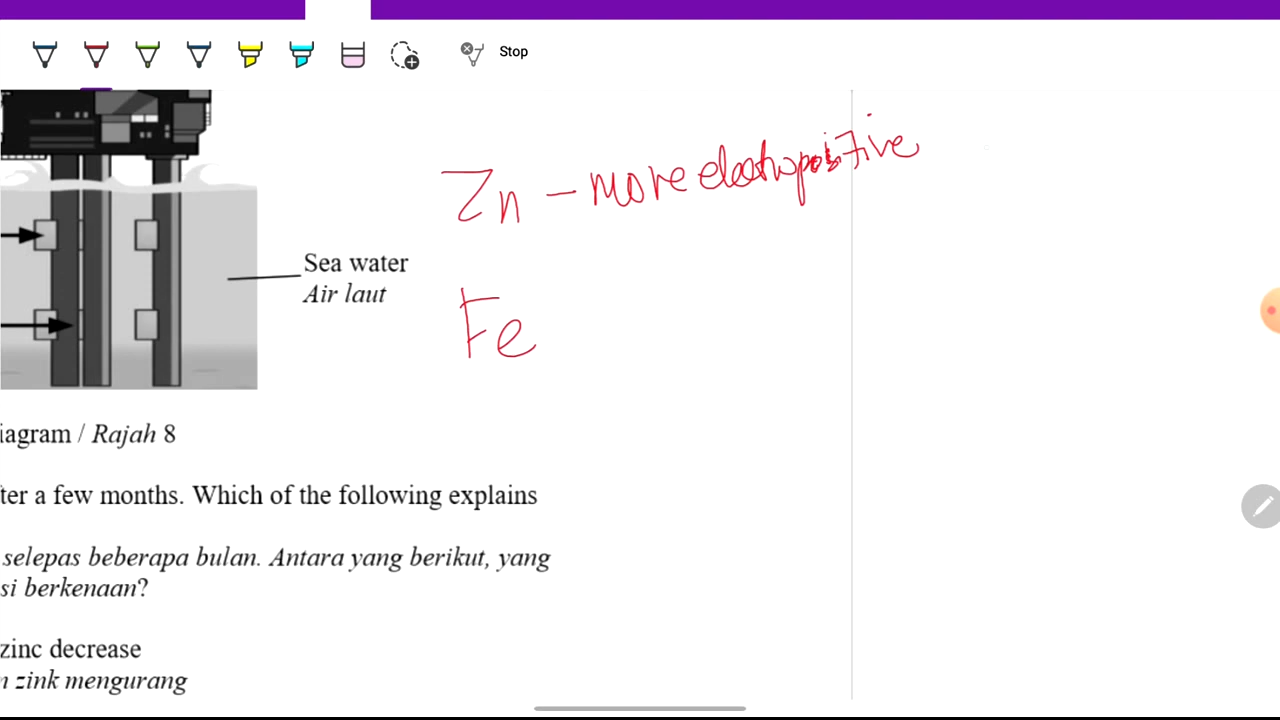 Stop
Zn – more electropositive
Sea water
Air laut
Fe
iagram / Rajah 8
ter a few months. Which of the following explains
selepas beberapa bulan. Antara yang berikut, yang
si berkenaan?
zinc decrease
n zink mengurang